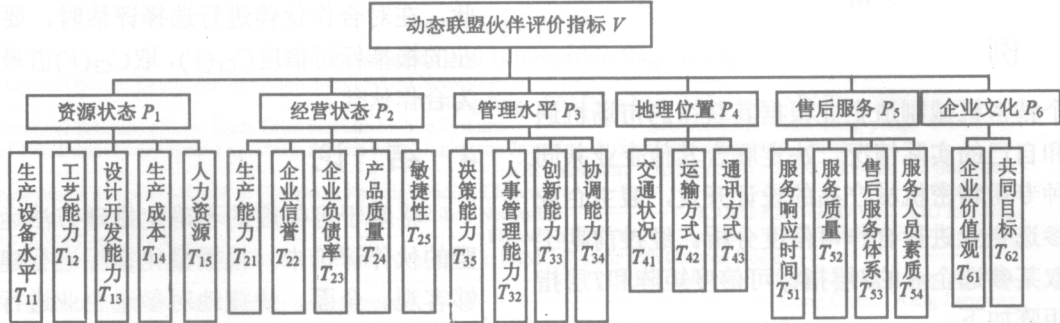 动态联盟伙伴评价指标 V
资源状态 P₁
经营状态 P₂
管理水平 P₃
地理位置 P₄
售后服务 P₅
企业文化 P₆
生产设备水平 T₁₁
工艺能力 T₁₂
设计开发能力 T₁₃
生产成本 T₁₄
人力资源 T₁₅
生产能力 T₂₁
企业信誉 T₂₂
企业负债率 T₂₃
产品质量 T₂₄
敏捷性 T₂₅
决策能力 T₃₅
人事管理能力 T₃₂
创新能力 T₃₃
协调能力 T₃₄
交通状况 T₄₁
运输方式 T₄₂
通讯方式 T₄₃
服务响应时间 T₅₁
服务质量 T₅₂
售后服务体系 T₅₃
服务人员素质 T₅₄
企业价值观 T₆₁
共同目标 T₆₂